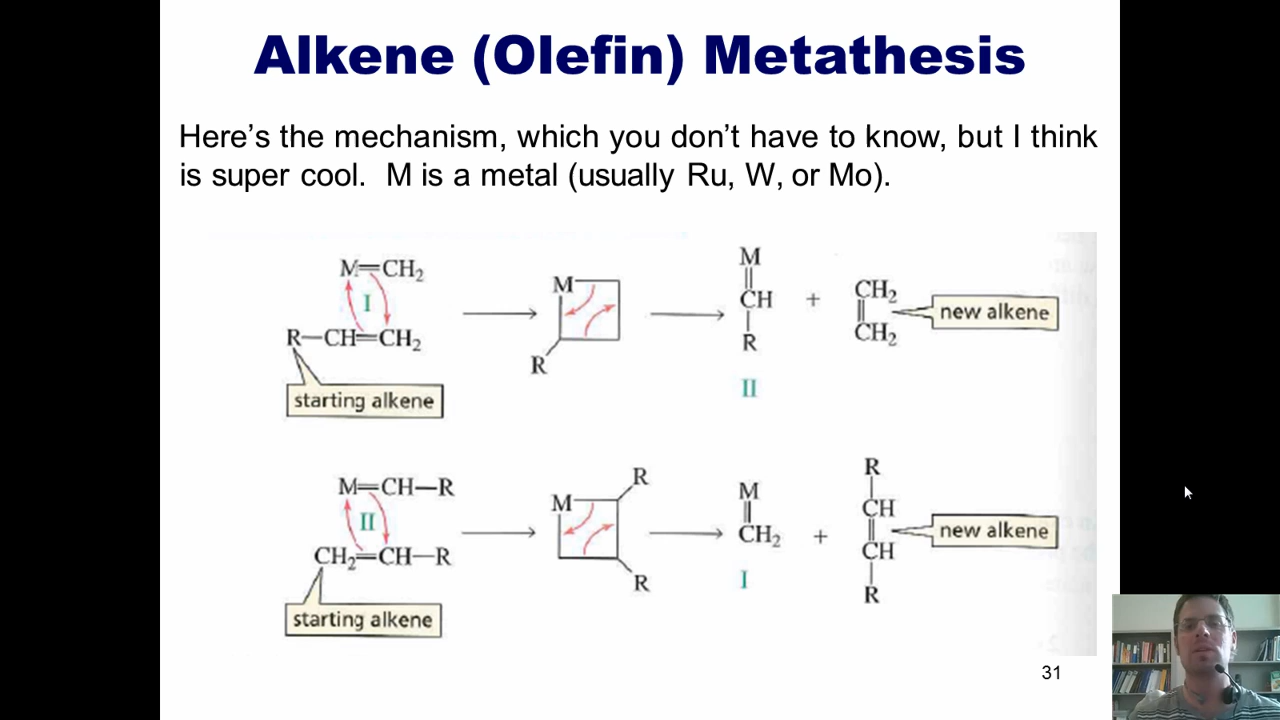 Alkene (Olefin) Metathesis
Here's the mechanism, which you don't have to know, but I think
is super cool. M is a metal (usually Ru, W, or Mo).
M=CH₂
I
R—CH=CH₂
starting alkene
M
R
M
CH
R
II
+
CH₂
CH₂
new alkene
M=CH—R
II
CH₂=CH—R
starting alkene
M
R
R
M
CH₂
I
+
R
CH
CH
R
new alkene
31